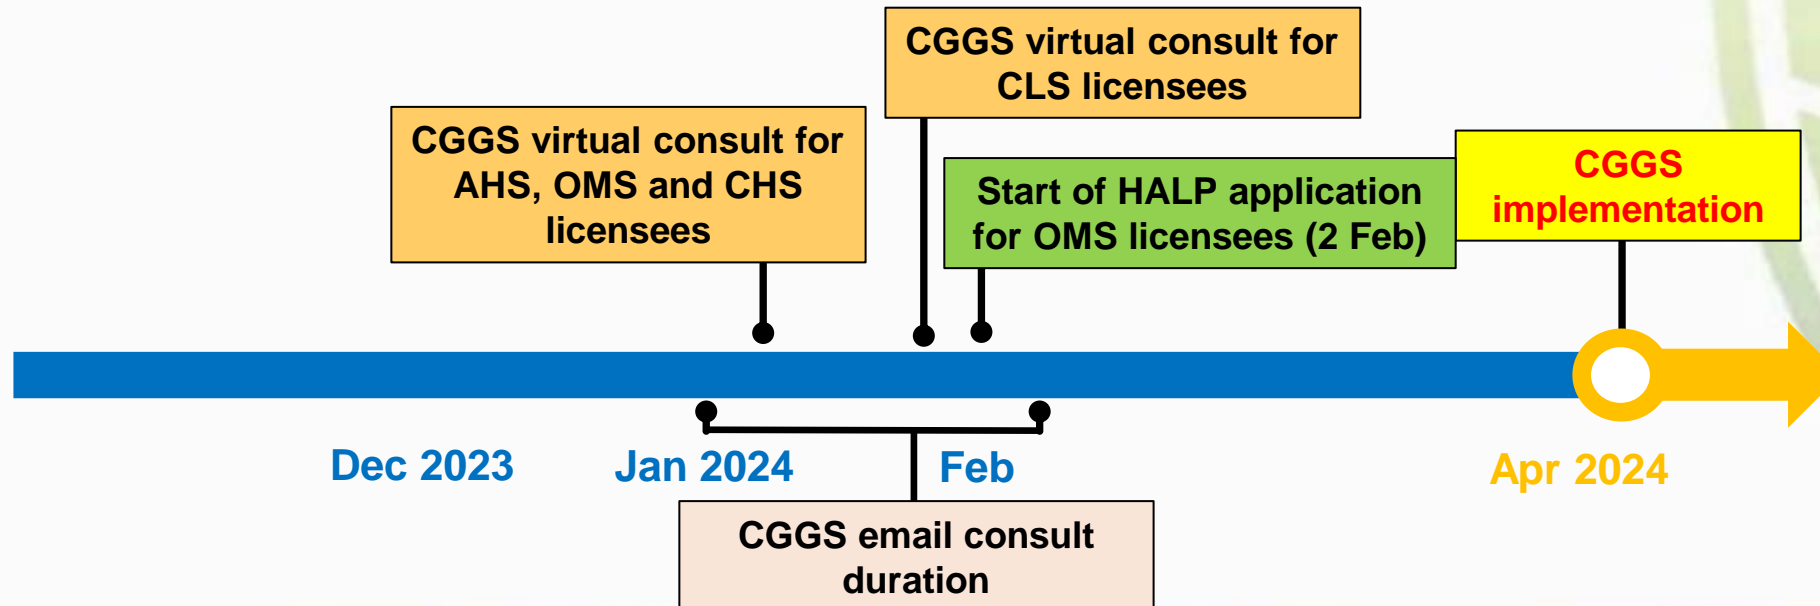 CGGS virtual consult for
CLS licensees
CGGS virtual consult for
AHS, OMS and CHS
licensees
Start of HALP application
for OMS licensees (2 Feb)
CGGS
implementation
Dec 2023
Jan 2024
Feb
Apr 2024
CGGS email consult
duration